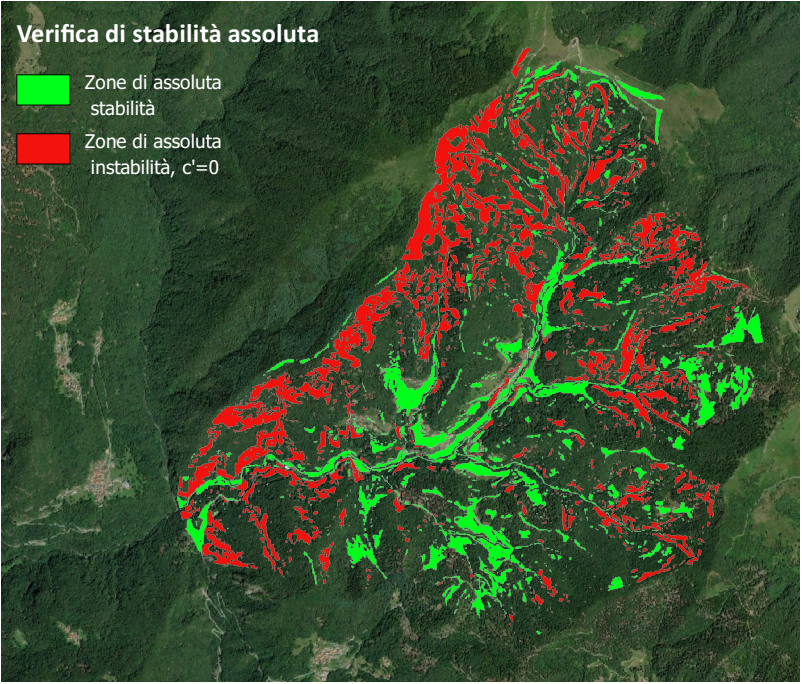 Verifica di stabilità assoluta
Zone di assoluta
stabilità
Zone di assoluta
instabilità, c'=0